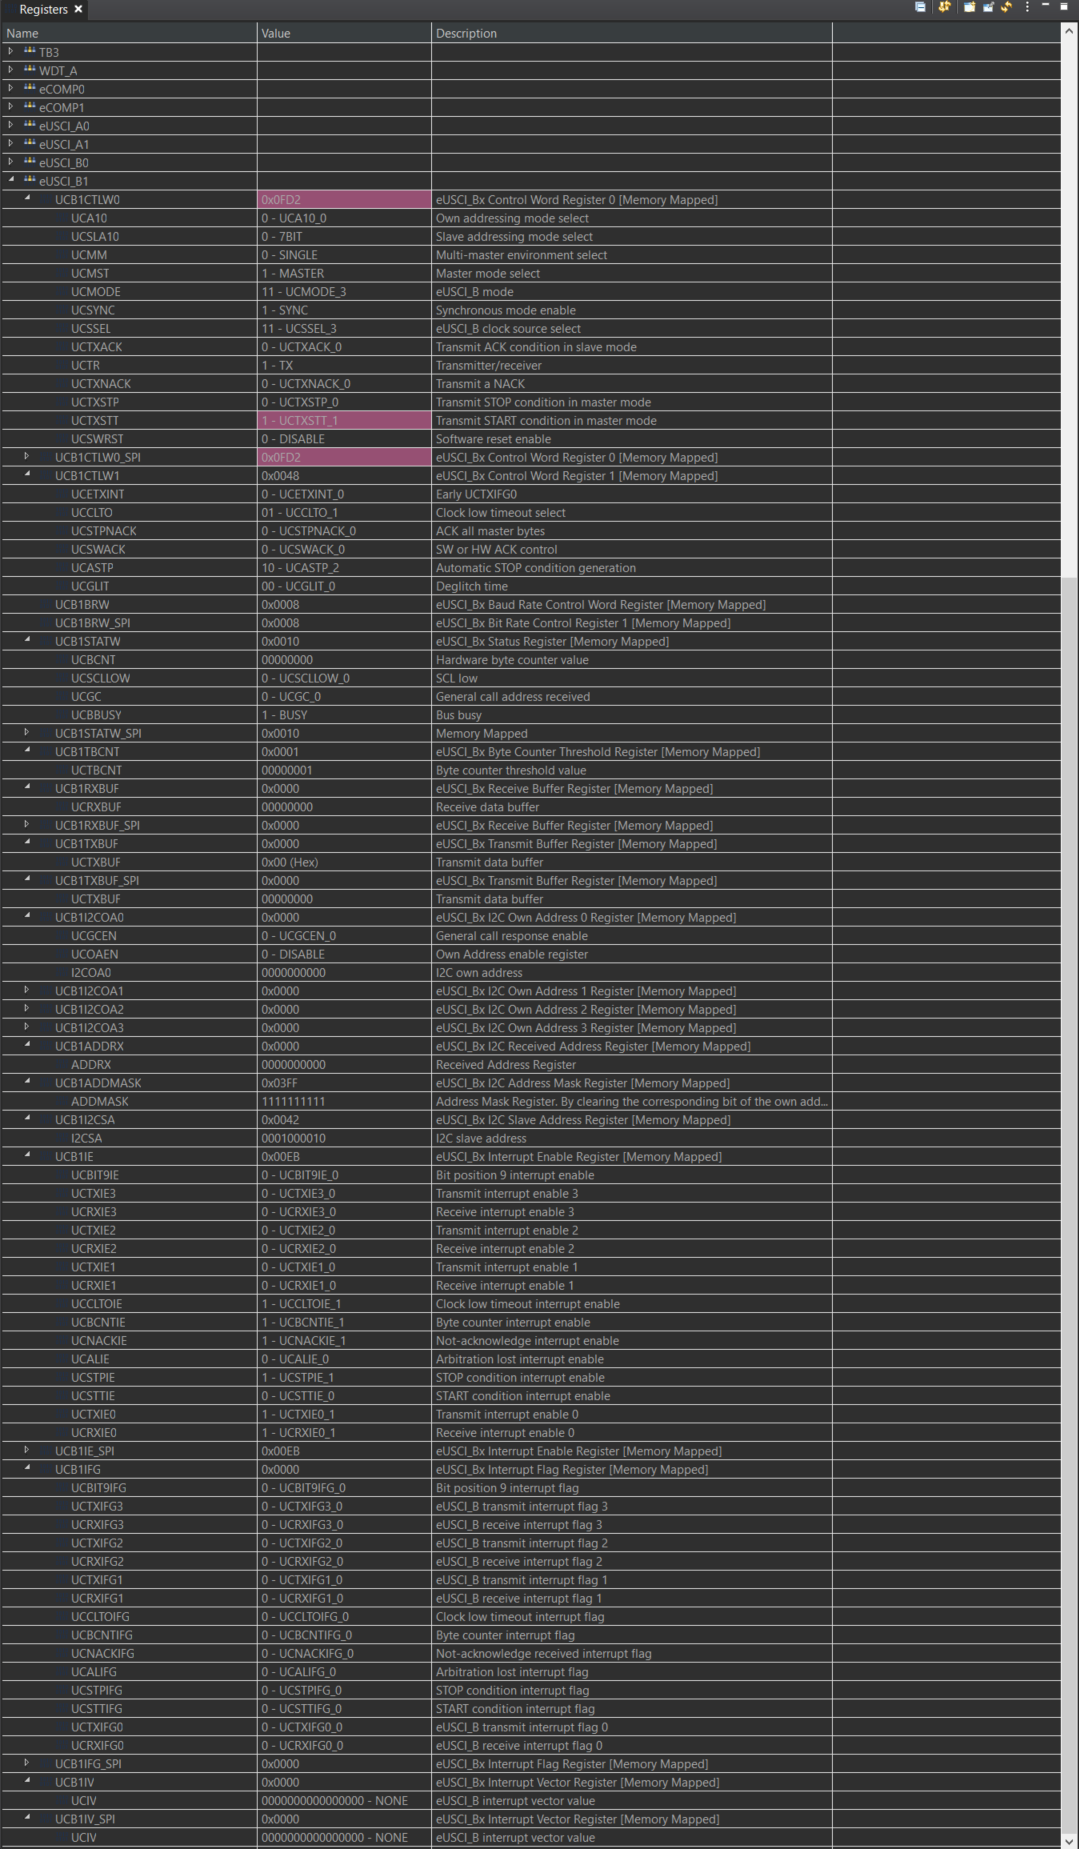 Registers
Name Value Description
TB3
WDT_A
eCOMP0
eCOMP1
eUSCI_A0
eUSCI_A1
eUSCI_B0
eUSCI_B1
UCB1CTLW0 0x0FD2 eUSCI_Bx Control Word Register 0 [Memory Mapped]
UCA10 0 - UCA10_0 Own addressing mode select
UCSLA10 0 - 7BIT Slave addressing mode select
UCMM 0 - SINGLE Multi-master environment select
UCMST 1 - MASTER Master mode select
UCMODE 11 - UCMODE_3 eUSCI_B mode
UCSYNC 1 - SYNC Synchronous mode enable
UCSSEL 11 - UCSSEL_3 eUSCI_B clock source select
UCTXACK 0 - UCTXACK_0 Transmit ACK condition in slave mode
UCTR 1 - TX Transmitter/receiver
UCTXNACK 0 - UCTXNACK_0 Transmit a NACK
UCTXSTP 0 - UCTXSTP_0 Transmit STOP condition in master mode
UCTXSTT 1 - UCTXSTT_1 Transmit START condition in master mode
UCSWRST 0 - DISABLE Software reset enable
UCB1CTLW0_SPI 0x0FD2 eUSCI_Bx Control Word Register 0 [Memory Mapped]
UCB1CTLW1 0x0048 eUSCI_Bx Control Word Register 1 [Memory Mapped]
UCETXINT 0 - UCETXINT_0 Early UCTXIFG0
UCCLTO 01 - UCCLTO_1 Clock low timeout select
UCSTPNACK 0 - UCSTPNACK_0 ACK all master bytes
UCSWACK 0 - UCSWACK_0 SW or HW ACK control
UCASTP 10 - UCASTP_2 Automatic STOP condition generation
UCGLIT 00 - UCGLIT_0 Deglitch time
UCB1BRW 0x0008 eUSCI_Bx Baud Rate Control Word Register [Memory Mapped]
UCB1BRW_SPI 0x0008 eUSCI_Bx Bit Rate Control Register 1 [Memory Mapped]
UCB1STATW 0x0010 eUSCI_Bx Status Register [Memory Mapped]
UCBCNT 00000000 Hardware byte counter value
UCSCLLOW 0 - UCSCLLOW_0 SCL low
UCGC 0 - UCGC_0 General call address received
UCBBUSY 1 - BUSY Bus busy
UCB1STATW_SPI 0x0010 Memory Mapped
UCB1TBCNT 0x0001 eUSCI_Bx Byte Counter Threshold Register [Memory Mapped]
UCTBCNT 00000001 Byte counter threshold value
UCB1RXBUF 0x0000 eUSCI_Bx Receive Buffer Register [Memory Mapped]
UCRXBUF 00000000 Receive data buffer
UCB1RXBUF_SPI 0x0000 eUSCI_Bx Receive Buffer Register [Memory Mapped]
UCB1TXBUF 0x0000 eUSCI_Bx Transmit Buffer Register [Memory Mapped]
UCTXBUF 0x00 (Hex) Transmit data buffer
UCB1TXBUF_SPI 0x0000 eUSCI_Bx Transmit Buffer Register [Memory Mapped]
UCTXBUF 00000000 Transmit data buffer
UCB1I2COA0 0x0000 eUSCI_Bx I2C Own Address 0 Register [Memory Mapped]
UCGCEN 0 - UCGCEN_0 General call response enable
UCOAEN 0 - DISABLE Own Address enable register
I2COA0 0000000000 I2C own address
UCB1I2COA1 0x0000 eUSCI_Bx I2C Own Address 1 Register [Memory Mapped]
UCB1I2COA2 0x0000 eUSCI_Bx I2C Own Address 2 Register [Memory Mapped]
UCB1I2COA3 0x0000 eUSCI_Bx I2C Own Address 3 Register [Memory Mapped]
UCB1ADDRX 0x0000 eUSCI_Bx I2C Received Address Register [Memory Mapped]
ADDRX 0000000000 Received Address Register
UCB1ADDMASK 0x03FF eUSCI_Bx I2C Address Mask Register [Memory Mapped]
ADDMASK 1111111111 Address Mask Register. By clearing the corresponding bit of the own add...
UCB1I2CSA 0x0042 eUSCI_Bx I2C Slave Address Register [Memory Mapped]
I2CSA 0001000010 I2C slave address
UCB1IE 0x00EB eUSCI_Bx Interrupt Enable Register [Memory Mapped]
UCBIT9IE 0 - UCBIT9IE_0 Bit position 9 interrupt enable
UCTXIE3 0 - UCTXIE3_0 Transmit interrupt enable 3
UCRXIE3 0 - UCRXIE3_0 Receive interrupt enable 3
UCTXIE2 0 - UCTXIE2_0 Transmit interrupt enable 2
UCRXIE2 0 - UCRXIE2_0 Receive interrupt enable 2
UCTXIE1 0 - UCTXIE1_0 Transmit interrupt enable 1
UCRXIE1 0 - UCRXIE1_0 Receive interrupt enable 1
UCCLTOIE 1 - UCCLTOIE_1 Clock low timeout interrupt enable
UCBCNTIE 1 - UCBCNTIE_1 Byte counter interrupt enable
UCNACKIE 1 - UCNACKIE_1 Not-acknowledge interrupt enable
UCALIE 0 - UCALIE_0 Arbitration lost interrupt enable
UCSTPIE 1 - UCSTPIE_1 STOP condition interrupt enable
UCSTTIE 0 - UCSTTIE_0 START condition interrupt enable
UCTXIE0 1 - UCTXIE0_1 Transmit interrupt enable 0
UCRXIE0 1 - UCRXIE0_1 Receive interrupt enable 0
UCB1IE_SPI 0x00EB eUSCI_Bx Interrupt Enable Register [Memory Mapped]
UCB1IFG 0x0000 eUSCI_Bx Interrupt Flag Register [Memory Mapped]
UCBIT9IFG 0 - UCBIT9IFG_0 Bit position 9 interrupt flag
UCTXIFG3 0 - UCTXIFG3_0 eUSCI_B transmit interrupt flag 3
UCRXIFG3 0 - UCRXIFG3_0 eUSCI_B receive interrupt flag 3
UCTXIFG2 0 - UCTXIFG2_0 eUSCI_B transmit interrupt flag 2
UCRXIFG2 0 - UCRXIFG2_0 eUSCI_B receive interrupt flag 2
UCTXIFG1 0 - UCTXIFG1_0 eUSCI_B transmit interrupt flag 1
UCRXIFG1 0 - UCRXIFG1_0 eUSCI_B receive interrupt flag 1
UCCLTOIFG 0 - UCCLTOIFG_0 Clock low timeout interrupt flag
UCBCNTIFG 0 - UCBCNTIFG_0 Byte counter interrupt flag
UCNACKIFG 0 - UCNACKIFG_0 Not-acknowledge received interrupt flag
UCALIFG 0 - UCALIFG_0 Arbitration lost interrupt flag
UCSTPIFG 0 - UCSTPIFG_0 STOP condition interrupt flag
UCSTTIFG 0 - UCSTTIFG_0 START condition interrupt flag
UCTXIFG0 0 - UCTXIFG0_0 eUSCI_B transmit interrupt flag 0
UCRXIFG0 0 - UCRXIFG0_0 eUSCI_B receive interrupt flag 0
UCB1IFG_SPI 0x0000 eUSCI_Bx Interrupt Flag Register [Memory Mapped]
UCB1IV 0x0000 eUSCI_Bx Interrupt Vector Register [Memory Mapped]
UCIV 0000000000000000 - NONE eUSCI_B interrupt vector value
UCB1IV_SPI 0x0000 eUSCI_Bx Interrupt Vector Register [Memory Mapped]
UCIV 0000000000000000 - NONE eUSCI_B interrupt vector value